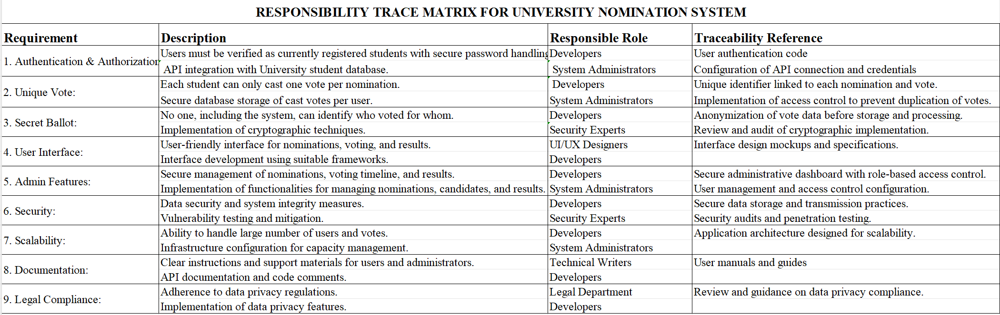 RESPONSIBILITY TRACE MATRIX FOR UNIVERSITY NOMINATION SYSTEM
Requirement Description Responsible Role Traceability Reference
1. Authentication & Authorization
Users must be verified as currently registered students with secure password handling Developers User authentication code
API integration with University student database. System Administrators Configuration of API connection and credentials
2. Unique Vote:
Each student can only cast one vote per nomination. Developers Unique identifier linked to each nomination and vote.
Secure database storage of cast votes per user. System Administrators Implementation of access control to prevent duplication of votes.
3. Secret Ballot:
No one, including the system, can identify who voted for whom. Developers Anonymization of vote data before storage and processing.
Implementation of cryptographic techniques. Security Experts Review and audit of cryptographic implementation.
4. User Interface:
User-friendly interface for nominations, voting, and results. UI/UX Designers Interface design mockups and specifications.
Interface development using suitable frameworks. Developers
5. Admin Features:
Secure management of nominations, voting timeline, and results. Developers Secure administrative dashboard with role-based access control.
Implementation of functionalities for managing nominations, candidates, and results. System Administrators User management and access control configuration.
6. Security:
Data security and system integrity measures. Developers Secure data storage and transmission practices.
Vulnerability testing and mitigation. Security Experts Security audits and penetration testing.
7. Scalability:
Ability to handle large number of users and votes. Developers Application architecture designed for scalability.
Infrastructure configuration for capacity management. System Administrators
8. Documentation:
Clear instructions and support materials for users and administrators. Technical Writers User manuals and guides
API documentation and code comments. Developers
9. Legal Compliance:
Adherence to data privacy regulations. Legal Department Review and guidance on data privacy compliance.
Implementation of data privacy features. Developers